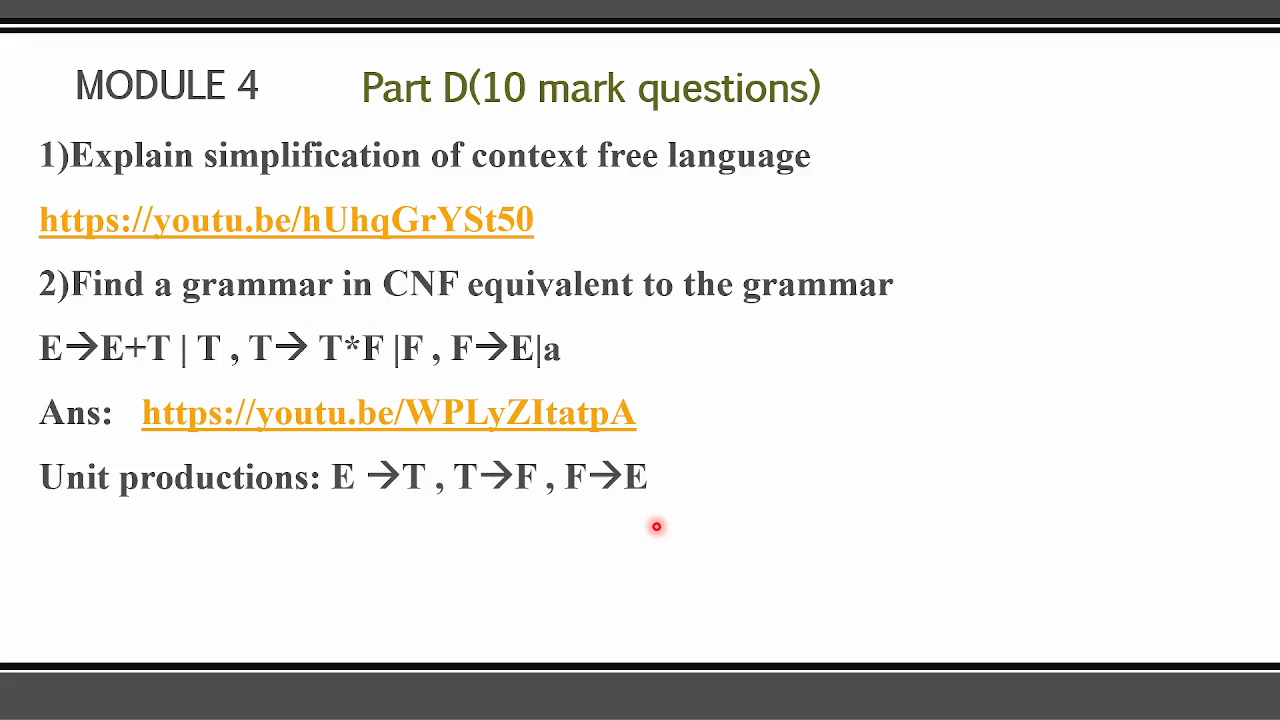 MODULE 4 Part D(10 mark questions)
1)Explain simplification of context free language
https://youtu.be/hUhqGrYSt50
2)Find a grammar in CNF equivalent to the grammar
E→E+T | T , T→ T*F |F , F→E|a
Ans: https://youtu.be/WPLyZItatpA
Unit productions: E →T , T→F , F→E